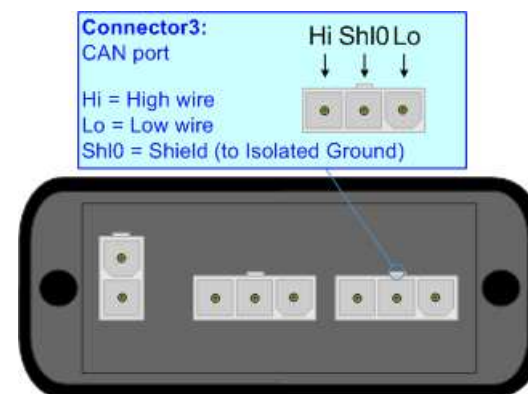 Connector3:
CAN port
Hi Shl0 Lo
Hi = High wire
Lo = Low wire
Shl0 = Shield (to Isolated Ground)